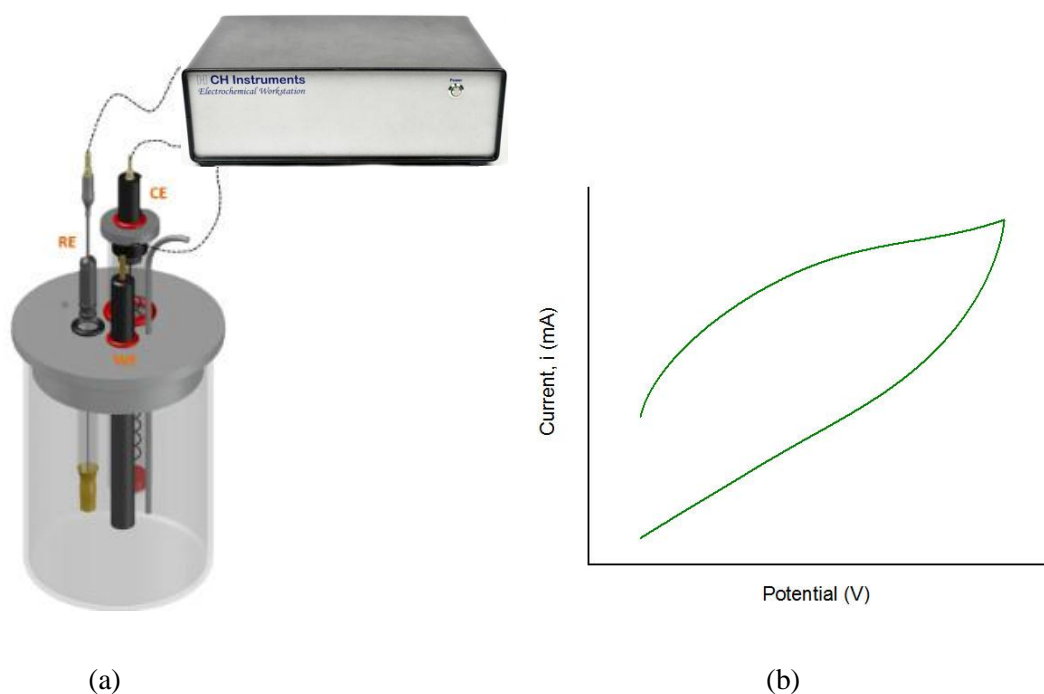 CH Instruments
Electrochemical Workstation
Power
CE
RE
WE
Current, i (mA)
Potential (V)
(a)
(b)